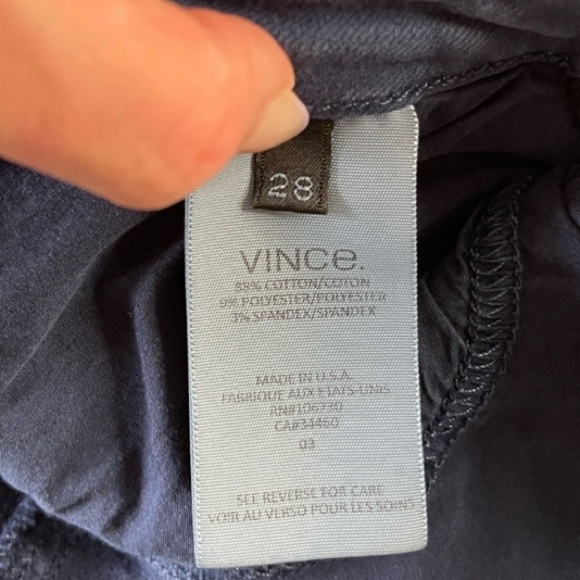 28
VINCE.
88% COTTON/COTON
9% POLYESTER/POLYESTER
3% SPANDEX/SPANDEX
MADE IN U.S.A.
FABRIQUE AUX ETATS-UNIS
RN#106230
CA#34460
03
SEE REVERSE FOR CARE
VOIR AU VERSO POUR LES SOINS